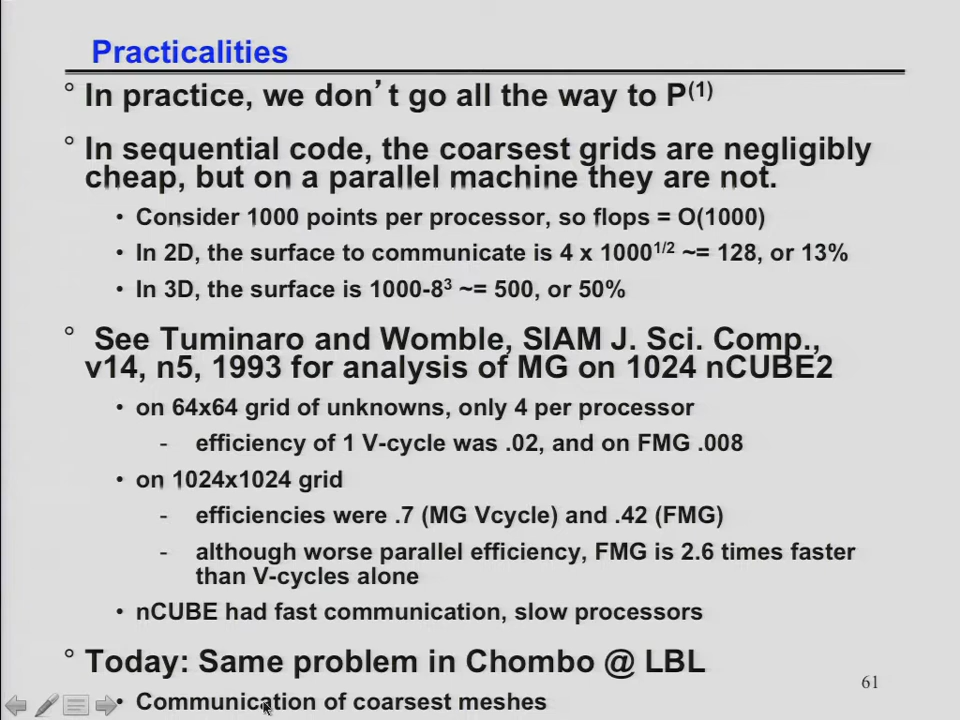 Practicalities
° In practice, we don't go all the way to P(1)
° In sequential code, the coarsest grids are negligibly
cheap, but on a parallel machine they are not.
• Consider 1000 points per processor, so flops = O(1000)
• In 2D, the surface to communicate is 4 x 1000^1/2 ~= 128, or 13%
• In 3D, the surface is 1000-8^3 ~= 500, or 50%
° See Tuminaro and Womble, SIAM J. Sci. Comp.,
v14, n5, 1993 for analysis of MG on 1024 nCUBE2
• on 64x64 grid of unknowns, only 4 per processor
- efficiency of 1 V-cycle was .02, and on FMG .008
• on 1024x1024 grid
- efficiencies were .7 (MG Vcycle) and .42 (FMG)
- although worse parallel efficiency, FMG is 2.6 times faster
than V-cycles alone
• nCUBE had fast communication, slow processors
° Today: Same problem in Chombo @ LBL
• Communication of coarsest meshes
61